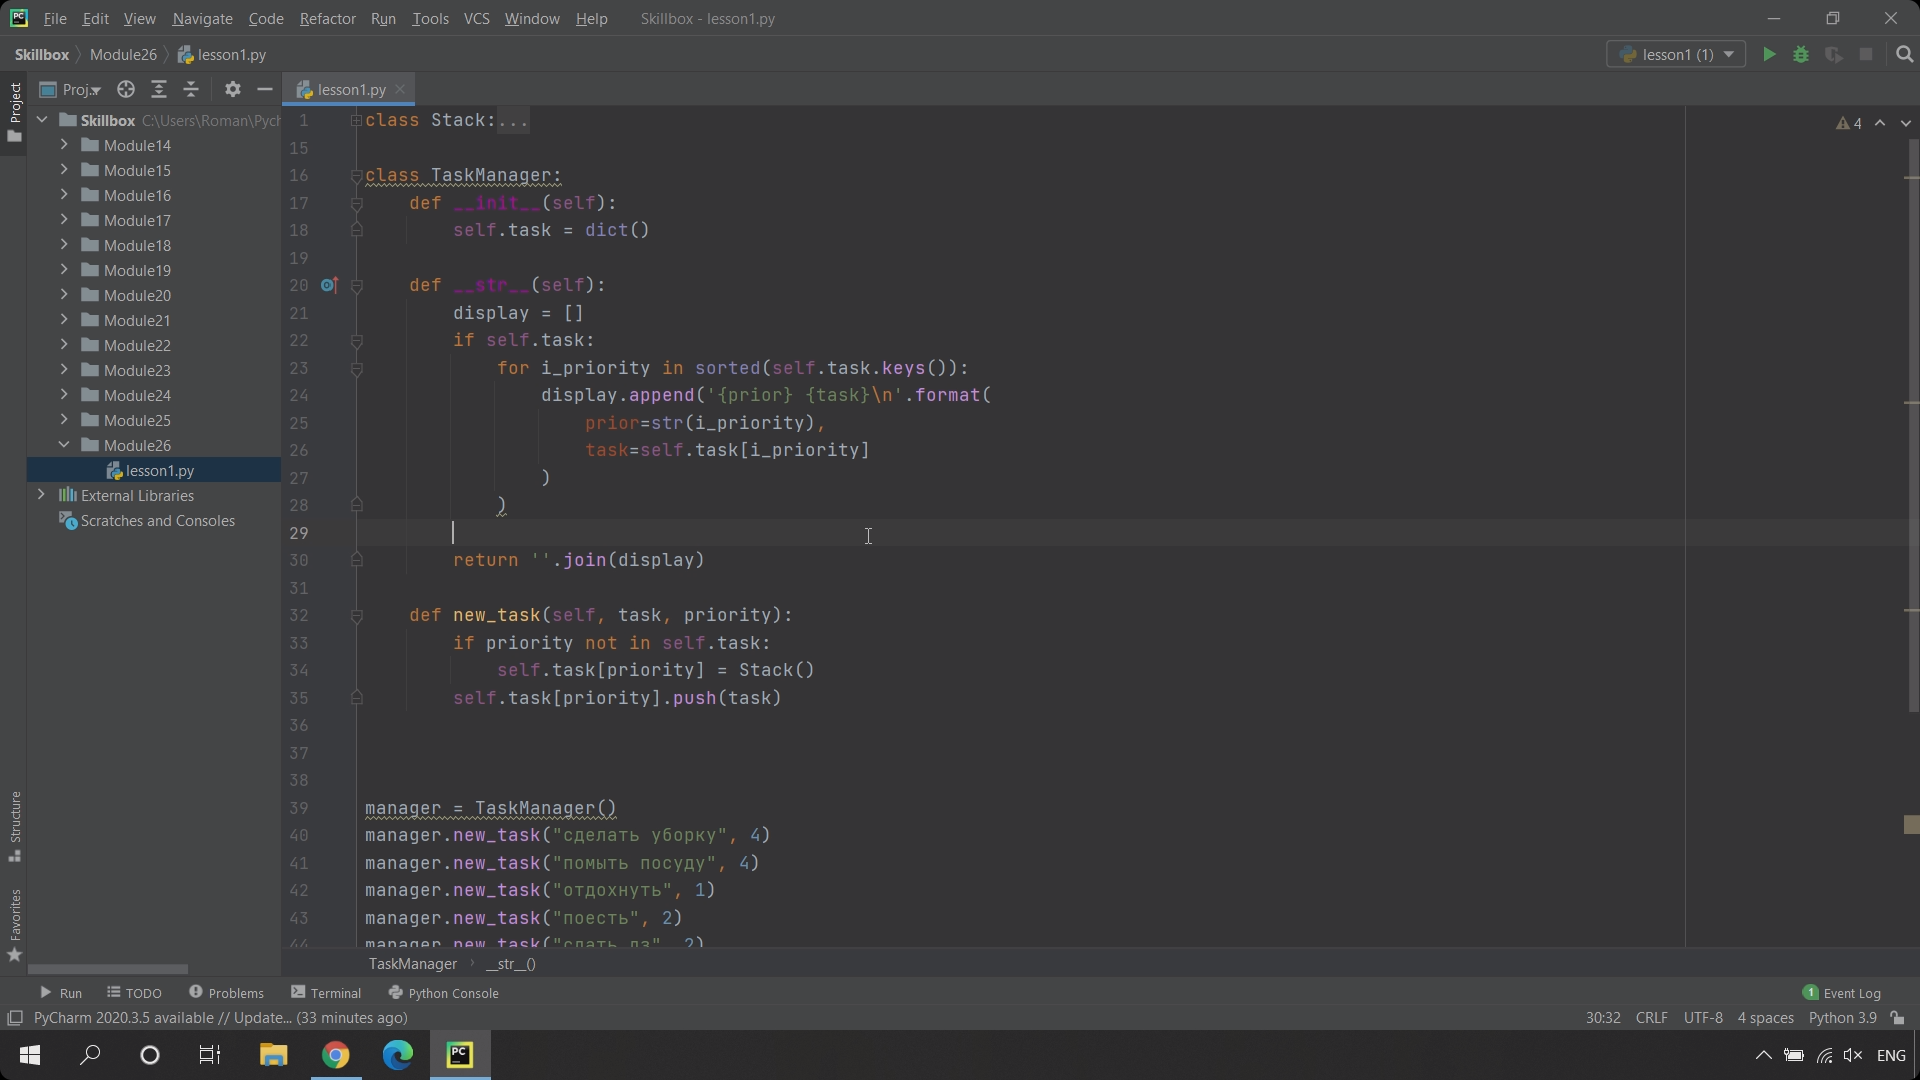 File Edit View Navigate Code Refactor Run Tools VCS Window Help Skillbox - lesson1.py
Skillbox Module26 lesson1.py lesson1 (1)
Project
Proj...
lesson1.py
Skillbox C:\Users\Roman\Pych
Module14
Module15
Module16
Module17
Module18
Module19
Module20
Module21
Module22
Module23
Module24
Module25
Module26
lesson1.py
External Libraries
Scratches and Consoles
Structure
Favorites
4
1 class Stack:...
15
16 class TaskManager:
17 def __init__(self):
18 self.task = dict()
19
20 def __str__(self):
21 display = []
22 if self.task:
23 for i_priority in sorted(self.task.keys()):
24 display.append('{prior} {task}\n'.format(
25 prior=str(i_priority),
26 task=self.task[i_priority]
27 )
28 )
29
30 return ''.join(display)
31
32 def new_task(self, task, priority):
33 if priority not in self.task:
34 self.task[priority] = Stack()
35 self.task[priority].push(task)
36
37
38
39 manager = TaskManager()
40 manager.new_task("сделать уборку", 4)
41 manager.new_task("помыть посуду", 4)
42 manager.new_task("отдохнуть", 1)
43 manager.new_task("поесть", 2)
44 manager.new_task("сдать дз", 2)
TaskManager __str__()
Run TODO Problems Terminal Python Console 1 Event Log
PyCharm 2020.3.5 available // Update... (33 minutes ago) 30:32 CRLF UTF-8 4 spaces Python 3.9
PC ENG